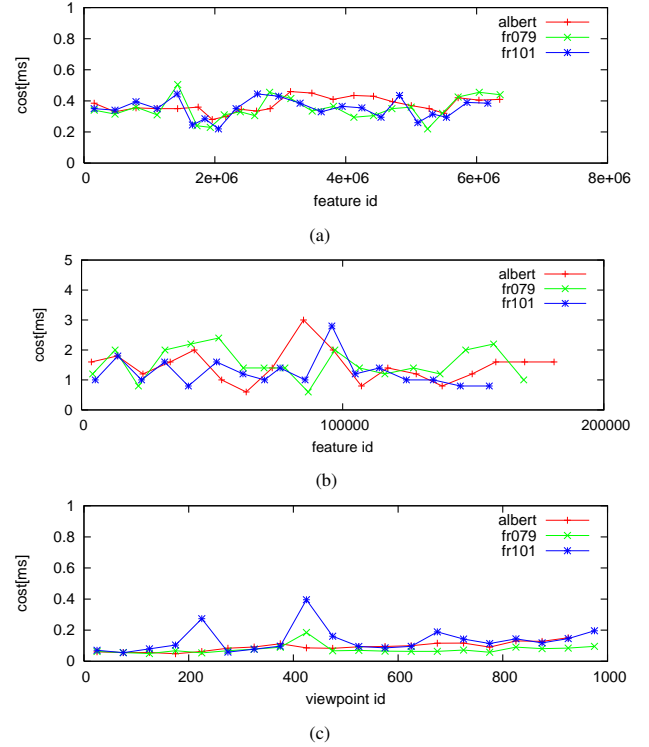 1
0.8
0.6
0.4
0.2
0
cost[ms]
albert
fr079
fr101
0 2e+06 4e+06 6e+06 8e+06
feature id
(a)
5
4
3
2
1
0
cost[ms]
albert
fr079
fr101
0 100000 200000
feature id
(b)
1
0.8
0.6
0.4
0.2
0
cost[ms]
albert
fr079
fr101
0 200 400 600 800 1000
viewpoint id
(c)